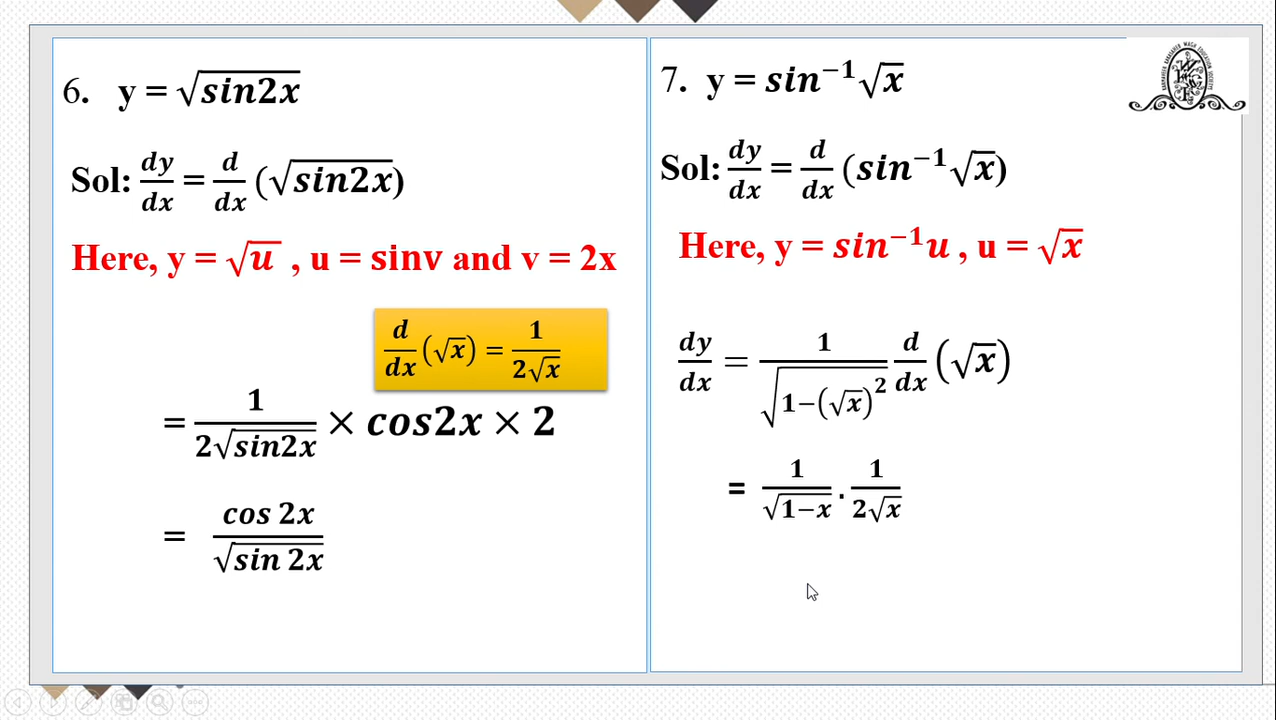 6. y = √sin2x
Sol: dy/dx = d/dx (√sin2x)
Here, y = √u , u = sinv and v = 2x
d/dx (√x) = 1/2√x
= 1/2√sin2x × cos2x × 2
= cos 2x/√sin 2x
7. y = sin⁻¹√x
Sol: dy/dx = d/dx (sin⁻¹√x)
Here, y = sin⁻¹u , u = √x
dy/dx = 1/√(1−(√x)²) d/dx (√x)
= 1/√(1−x) . 1/2√x